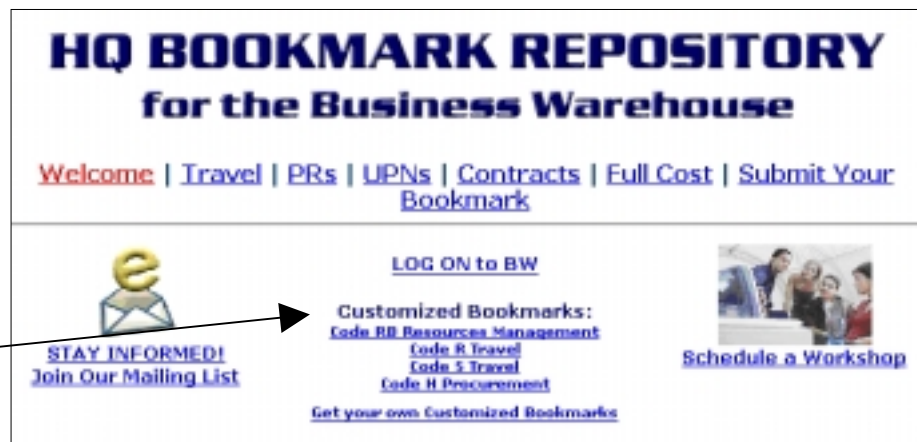 HQ BOOKMARK REPOSITORY
for the Business Warehouse
Welcome | Travel | PRs | UPNs | Contracts | Full Cost | Submit Your
Bookmark
e
STAY INFORMED!
Join Our Mailing List
LOG ON to BW
Customized Bookmarks:
Code RB Resources Management
Code R Travel
Code S Travel
Code H Procurement
Get your own Customized Bookmarks
Schedule a Workshop